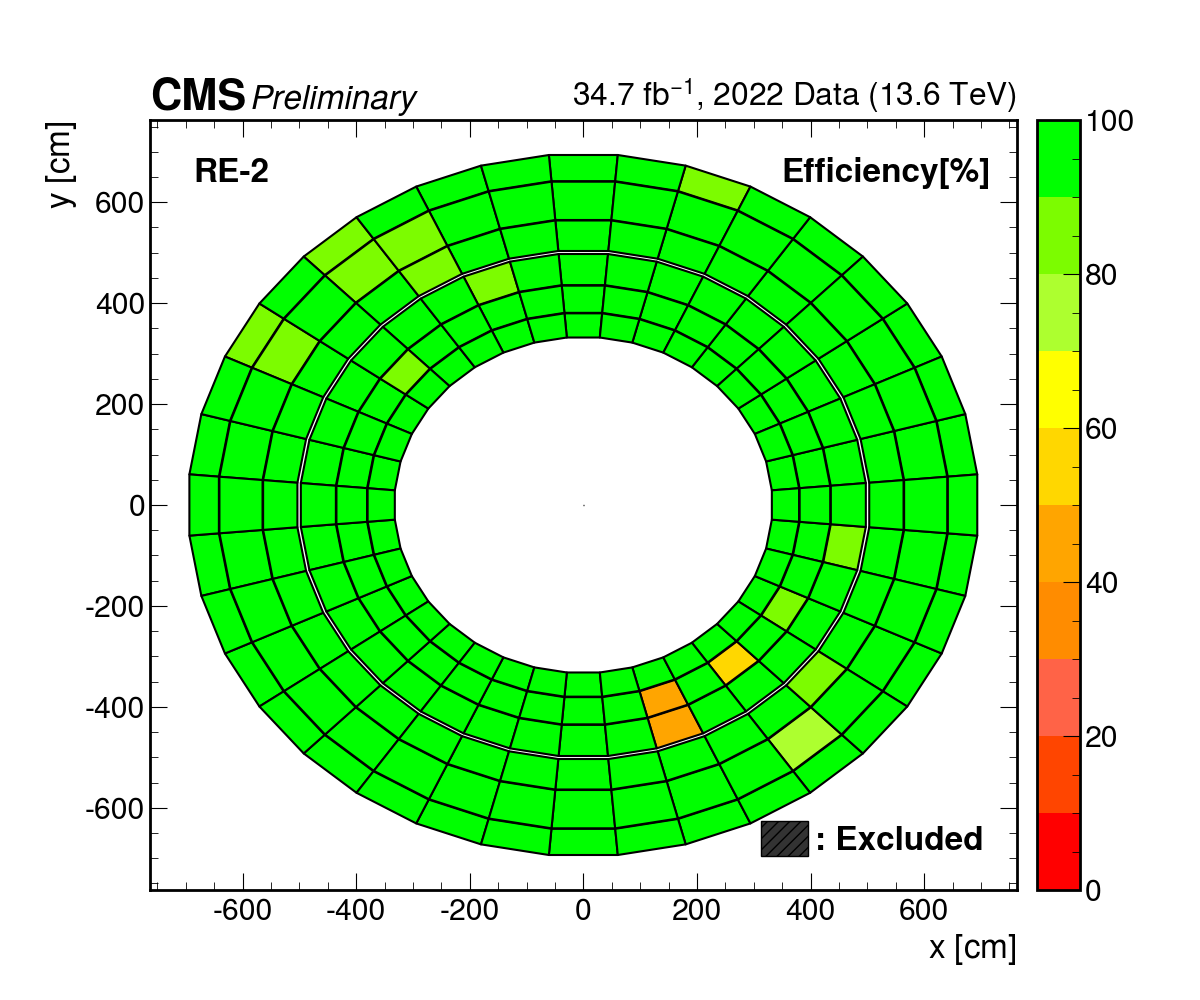 CMS Preliminary 34.7 fb⁻¹, 2022 Data (13.6 TeV)
y [cm]
RE-2 Efficiency[%]
600
400
200
0
-200
-400
-600
: Excluded
-600 -400 -200 0 200 400 600
x [cm]
100
80
60
40
20
0